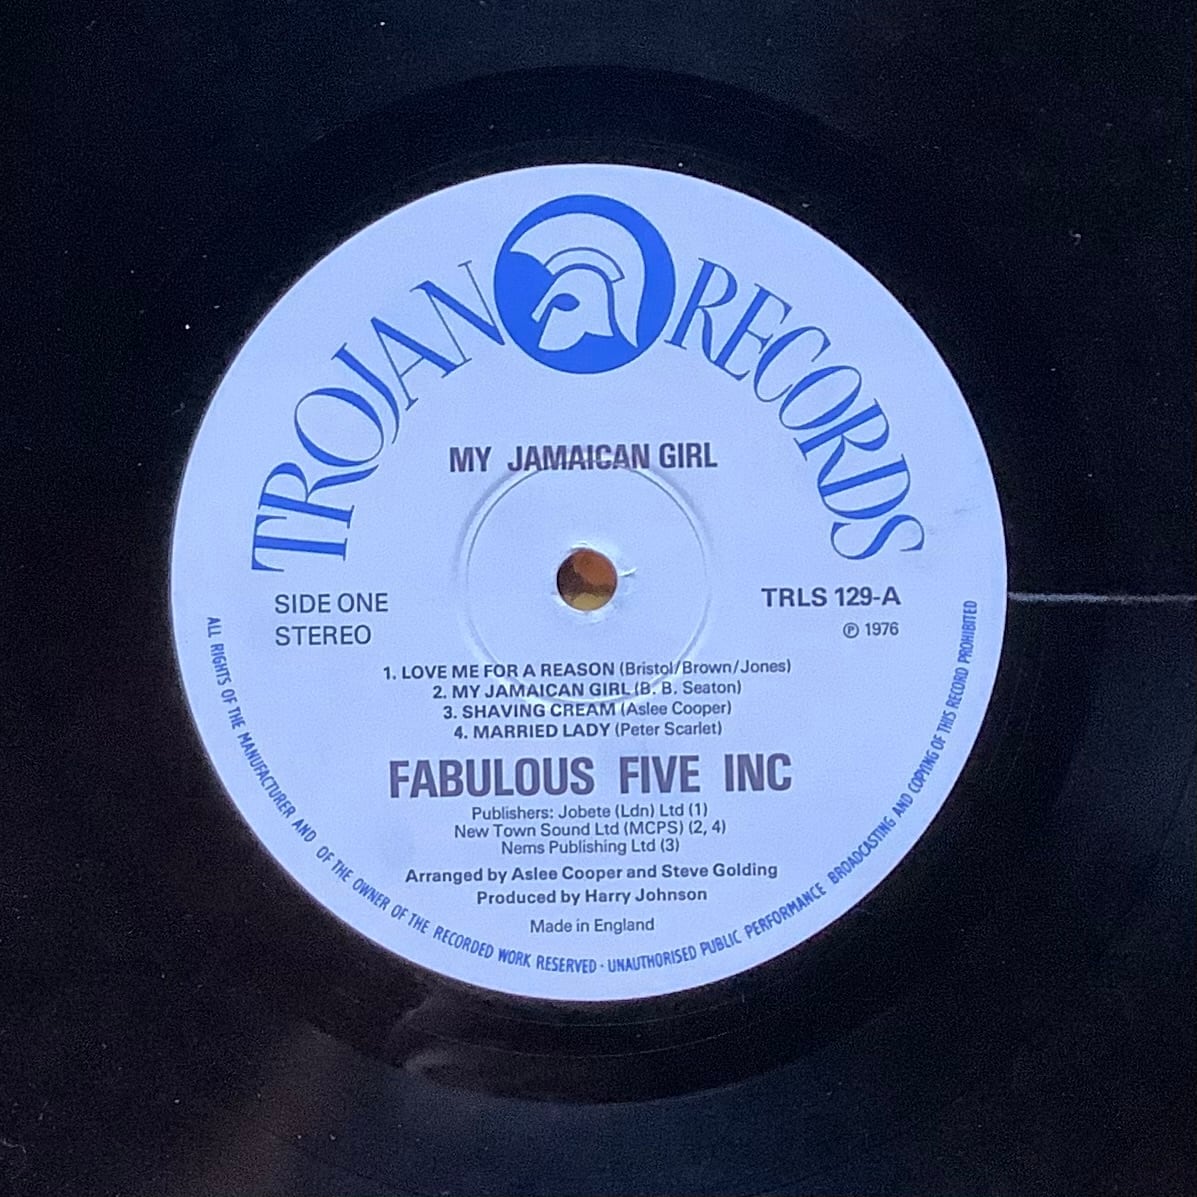 TROJAN RECORDS
MY JAMAICAN GIRL
SIDE ONE
STEREO
TRLS 129-A
℗ 1976
1. LOVE ME FOR A REASON (Bristol/Brown/Jones)
2. MY JAMAICAN GIRL (B. B. Seaton)
3. SHAVING CREAM (Aslee Cooper)
4. MARRIED LADY (Peter Scarlet)
FABULOUS FIVE INC
Publishers: Jobete (Ldn) Ltd (1)
New Town Sound Ltd (MCPS) (2, 4)
Nems Publishing Ltd (3)
Arranged by Aslee Cooper and Steve Golding
Produced by Harry Johnson
Made in England
ALL RIGHTS OF THE MANUFACTURER AND OF THE OWNER OF THE RECORDED WORK RESERVED · UNAUTHORISED PUBLIC PERFORMANCE BROADCASTING AND COPYING OF THIS RECORD PROHIBITED